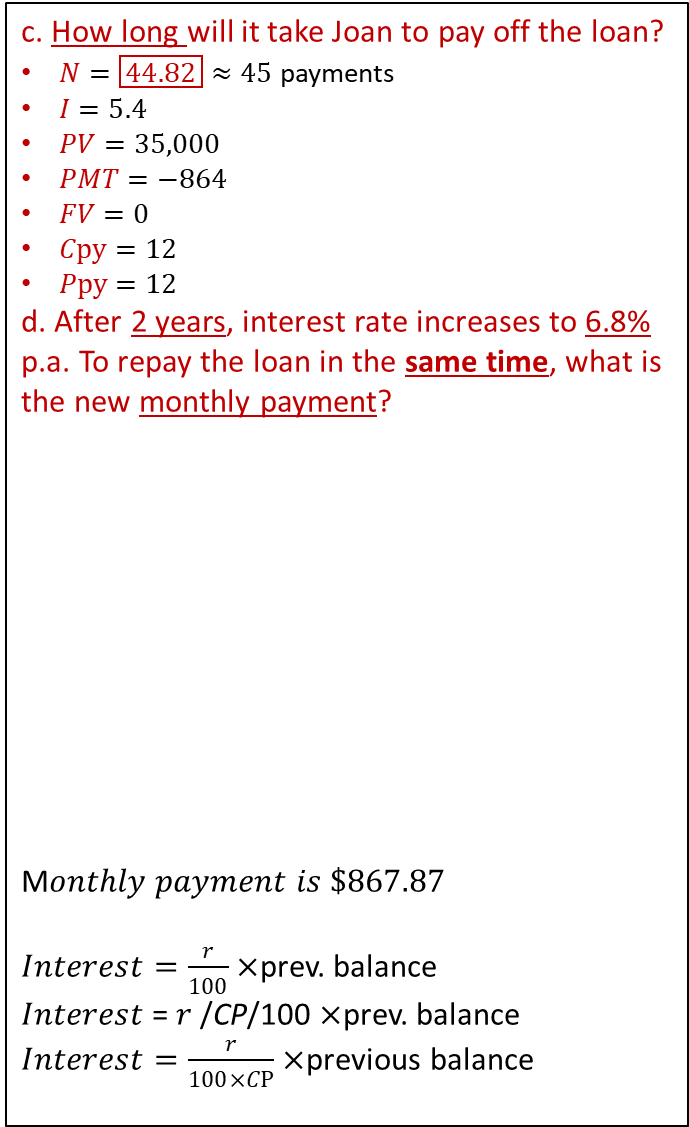 c. How long will it take Joan to pay off the loan?
• N = 44.82 ≈ 45 payments
• I = 5.4
• PV = 35,000
• PMT = −864
• FV = 0
• Cpy = 12
• Ppy = 12
d. After 2 years, interest rate increases to 6.8%
p.a. To repay the loan in the same time, what is
the new monthly payment?
Monthly payment is $867.87
Interest = r/100 ×prev. balance
Interest = r /CP/100 ×prev. balance
Interest = r/(100×CP) ×previous balance